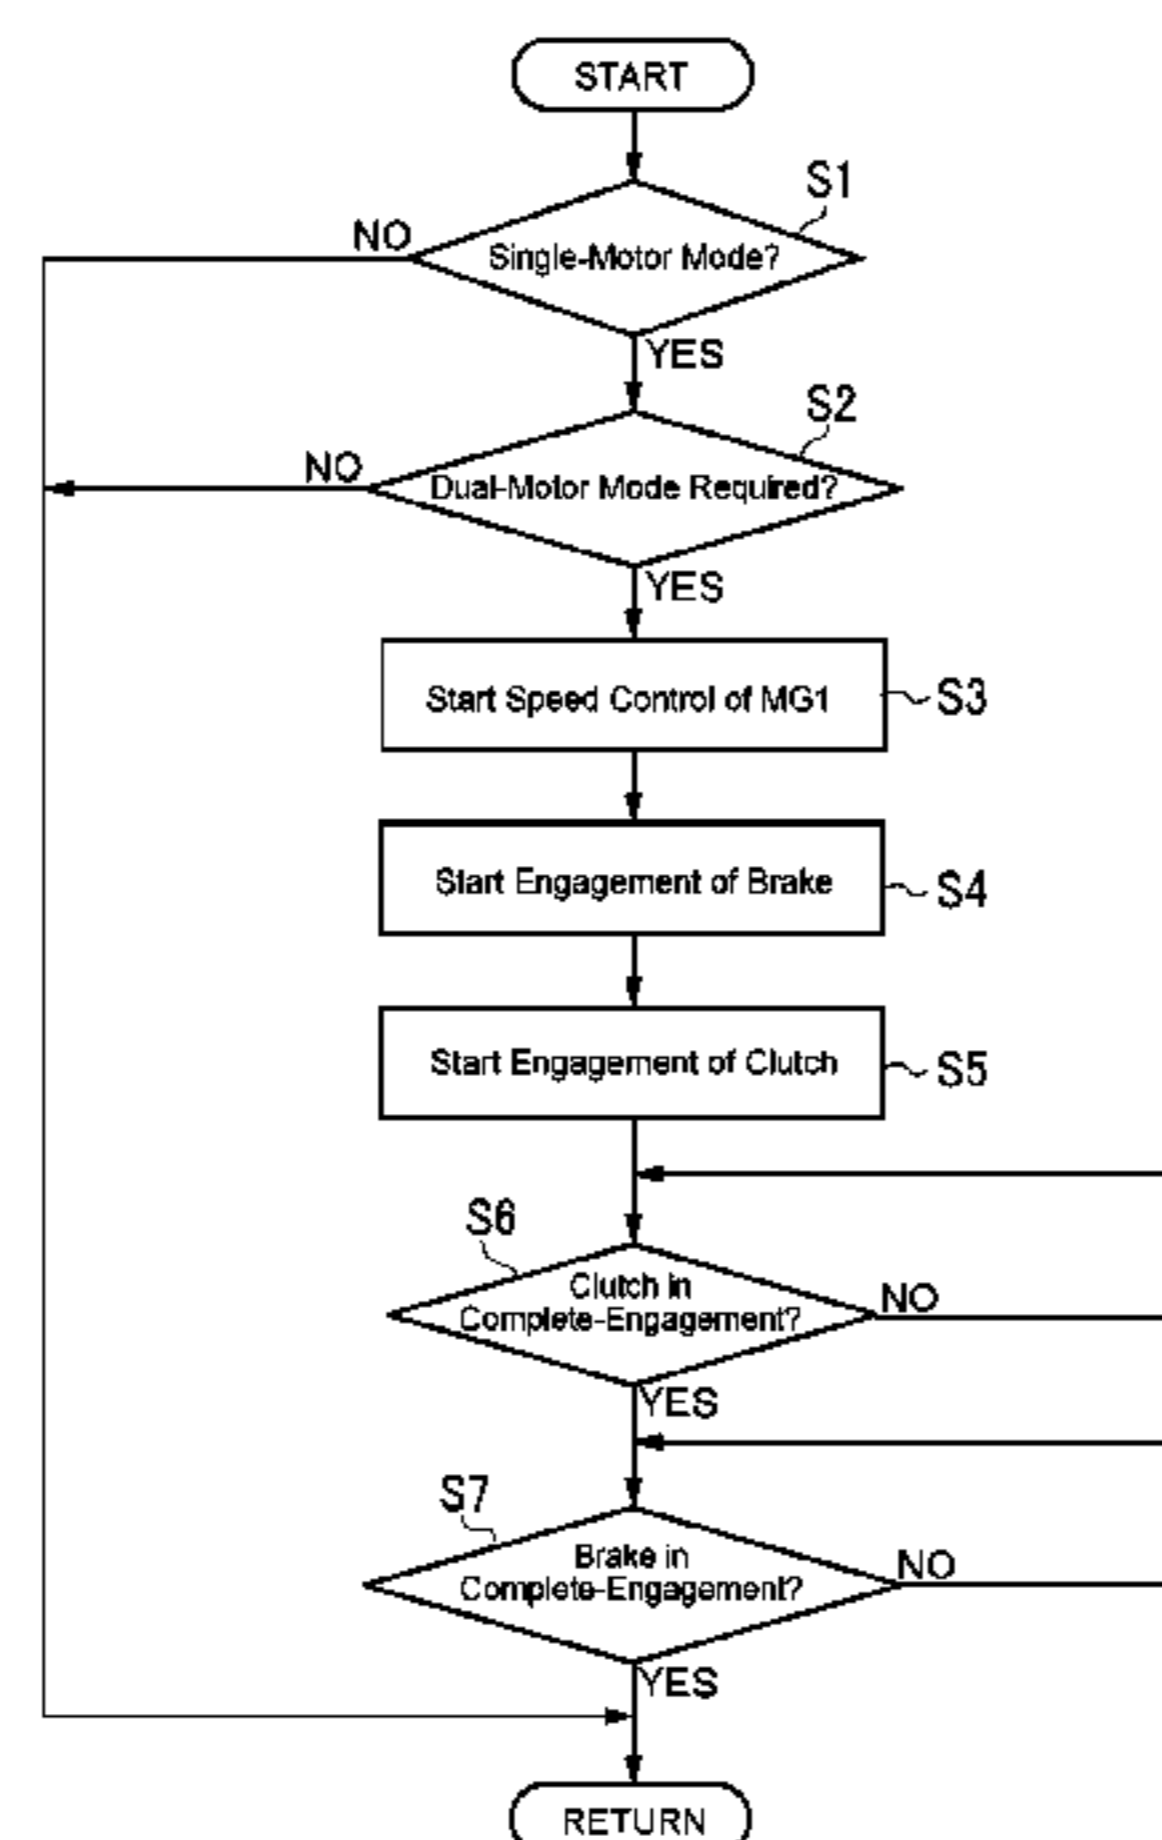 START
S1
NO
Single-Motor Mode?
YES
S2
NO
Dual-Motor Mode Required?
YES
Start Speed Control of MG1
S3
Start Engagement of Brake
S4
Start Engagement of Clutch
S5
S6
Clutch in
Complete-Engagement?
NO
YES
S7
Brake in
Complete-Engagement?
NO
YES
RETURN